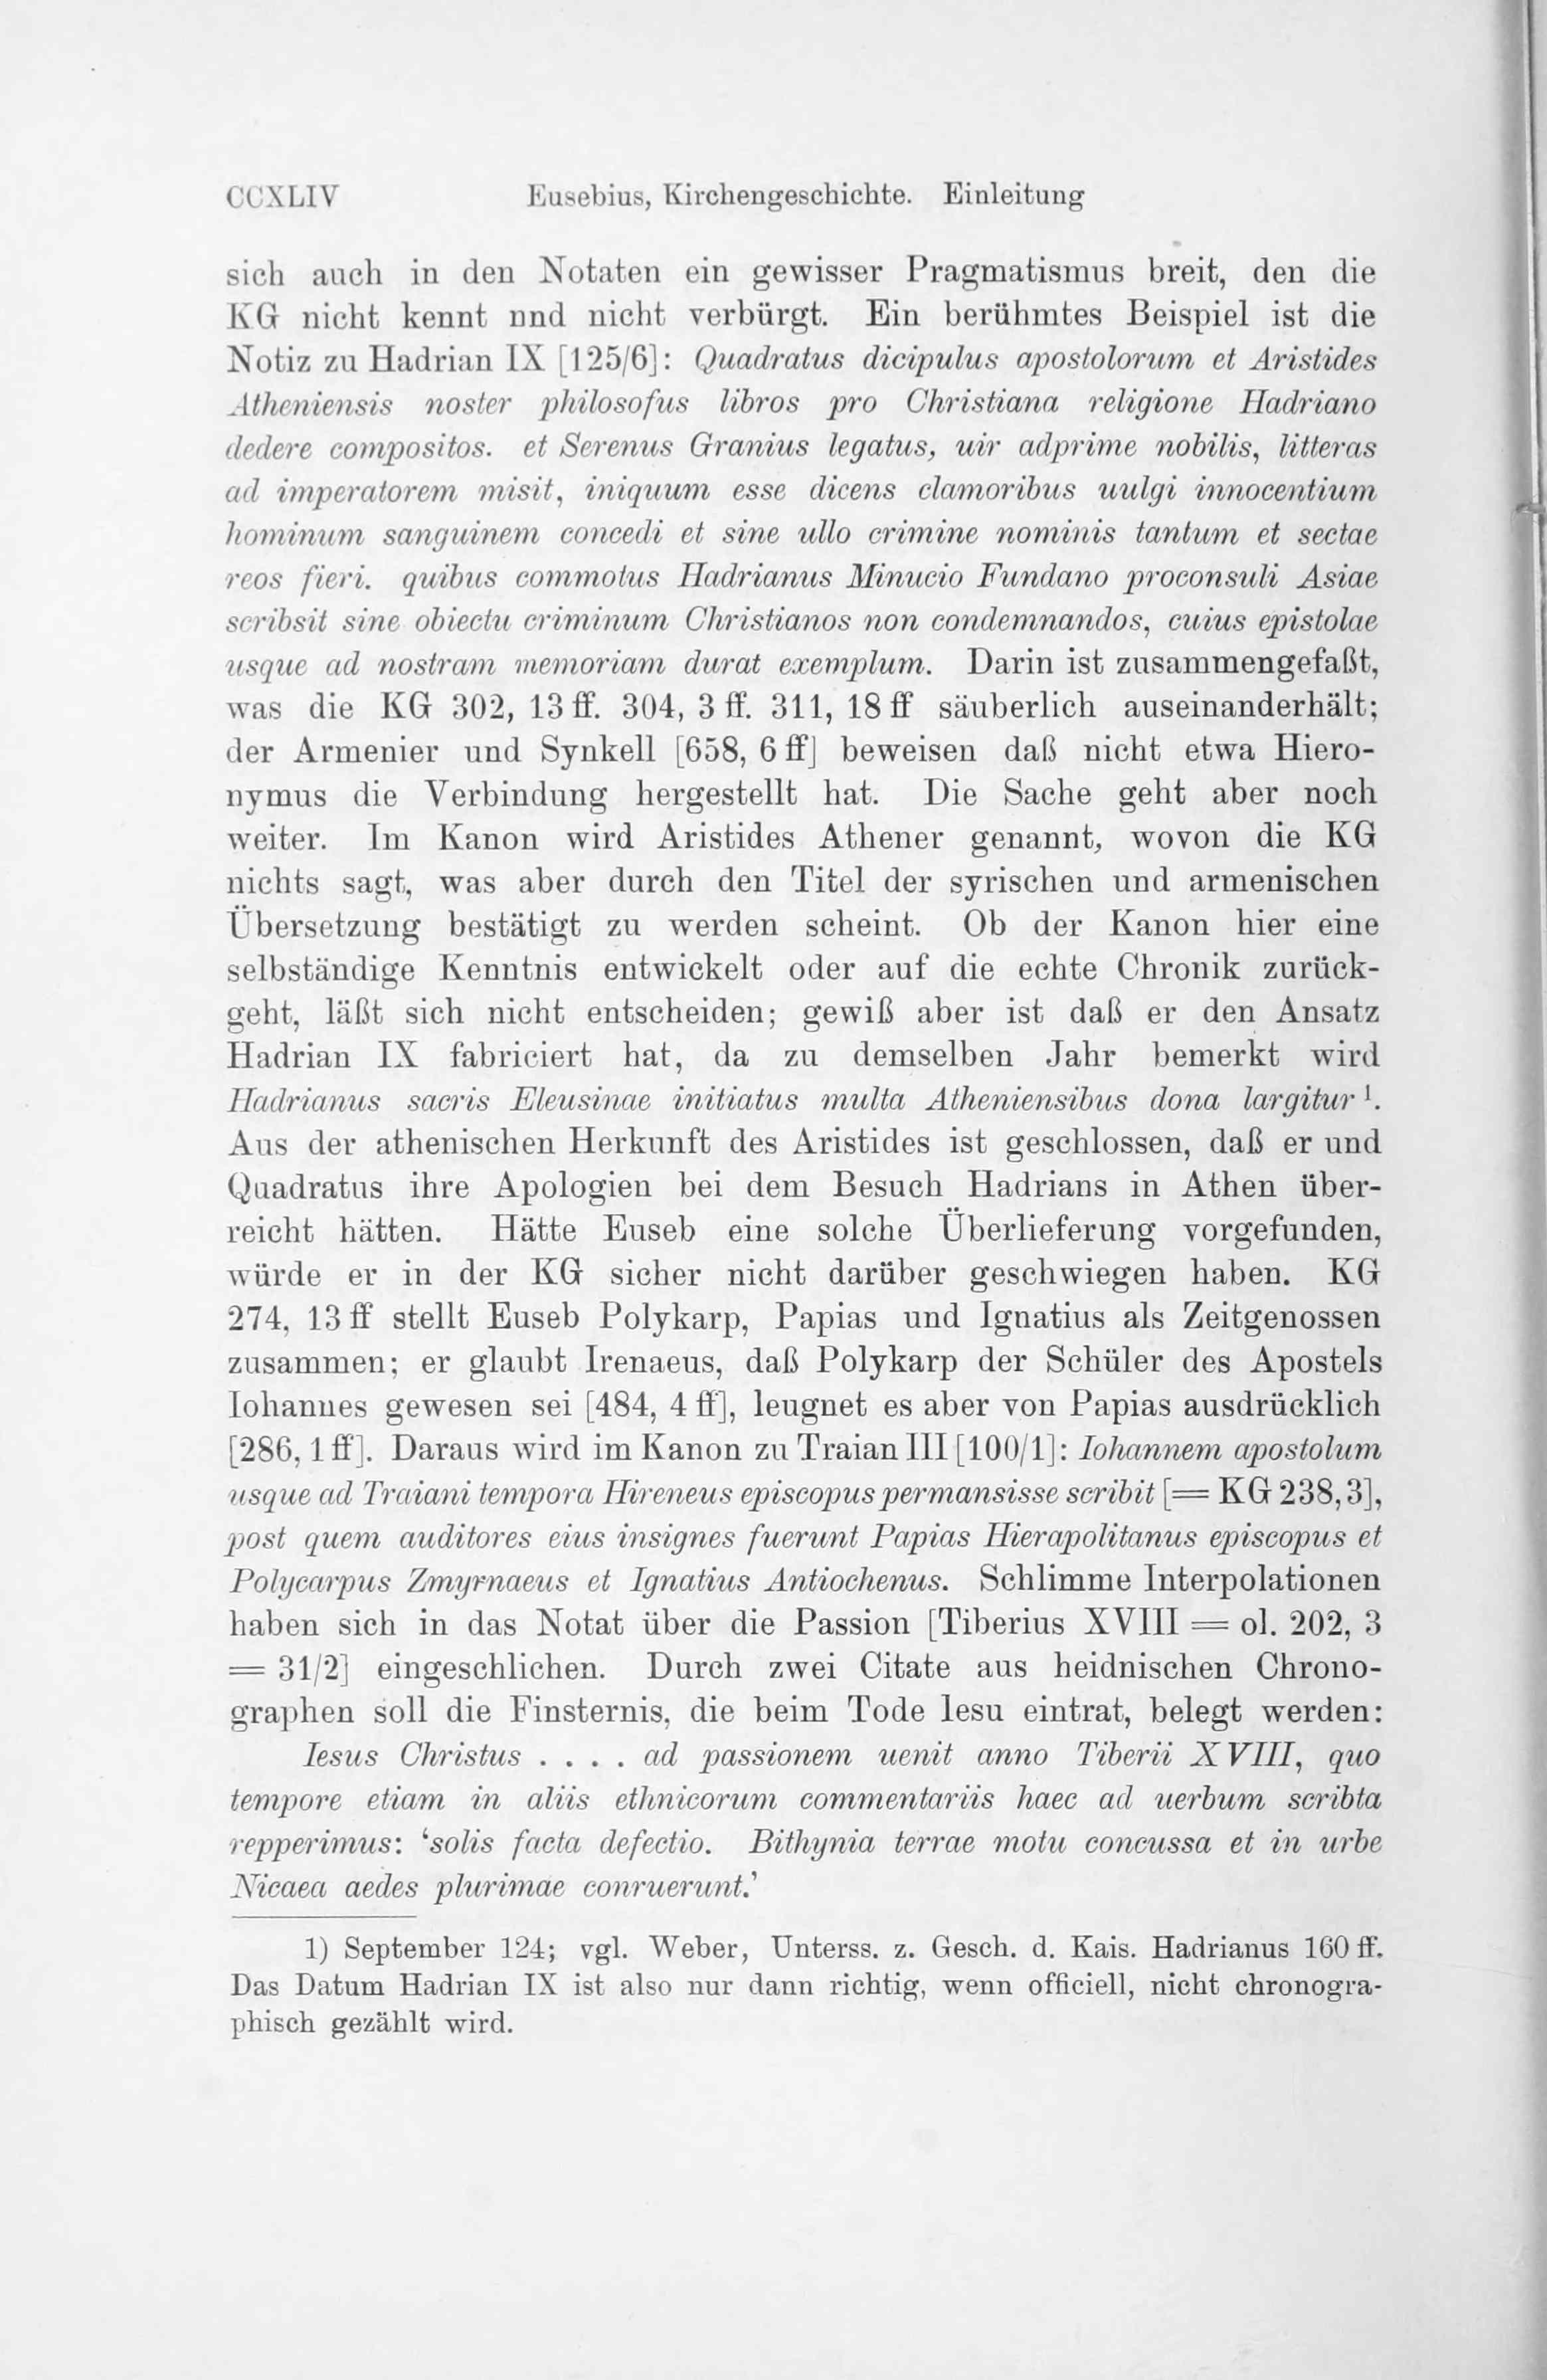 CCXLIV Eusebius, Kirchengeschichte. Einleitung
sich auch in den Notaten ein gewisser Pragmatismus breit, den die
KG nicht kennt nnd nicht verbürgt. Ein berühmtes Beispiel ist die
Notiz zu Hadrian IX [125/6]: Quadratus dicipulus apostolorum et Aristides
Atheniensis noster philosofus libros pro Christiana religione Hadriano
dedere compositos. et Serenus Granius legatus, uir adprime nobilis, litteras
ad imperatorem misit, iniquum esse dicens clamoribus uulgi innocentium
hominum sanguinem concedi et sine ullo crimine nominis tantum et sectae
reos fieri. quibus commotus Hadrianus Minucio Fundano proconsuli Asiae
scribsit sine obiectu criminum Christianos non condemnandos, cuius epistolae
usque ad nostram memoriam durat exemplum. Darin ist zusammengefaßt,
was die KG 302, 13 ff. 304, 3 ff. 311, 18 ff säuberlich auseinanderhält;
der Armenier und Synkell [658, 6 ff] beweisen daß nicht etwa Hiero-
nymus die Verbindung hergestellt hat. Die Sache geht aber noch
weiter. Im Kanon wird Aristides Athener genannt, wovon die KG
nichts sagt, was aber durch den Titel der syrischen und armenischen
Übersetzung bestätigt zu werden scheint. Ob der Kanon hier eine
selbständige Kenntnis entwickelt oder auf die echte Chronik zurück-
geht, läßt sich nicht entscheiden; gewiß aber ist daß er den Ansatz
Hadrian IX fabriciert hat, da zu demselben Jahr bemerkt wird
Hadrianus sacris Eleusinae initiatus multa Atheniensibus dona largitur ¹.
Aus der athenischen Herkunft des Aristides ist geschlossen, daß er und
Quadratus ihre Apologien bei dem Besuch Hadrians in Athen über-
reicht hätten. Hätte Euseb eine solche Überlieferung vorgefunden,
würde er in der KG sicher nicht darüber geschwiegen haben. KG
274, 13 ff stellt Euseb Polykarp, Papias und Ignatius als Zeitgenossen
zusammen; er glaubt Irenaeus, daß Polykarp der Schüler des Apostels
Iohannes gewesen sei [484, 4 ff], leugnet es aber von Papias ausdrücklich
[286, 1 ff]. Daraus wird im Kanon zu Traian III [100/1]: Iohannem apostolum
usque ad Traiani tempora Hireneus episcopus permansisse scribit [= KG 238, 3],
post quem auditores eius insignes fuerunt Papias Hierapolitanus episcopus et
Polycarpus Zmyrnaeus et Ignatius Antiochenus. Schlimme Interpolationen
haben sich in das Notat über die Passion [Tiberius XVIII = ol. 202, 3
= 31/2] eingeschlichen. Durch zwei Citate aus heidnischen Chrono-
graphen soll die Finsternis, die beim Tode Iesu eintrat, belegt werden:
Iesus Christus . . . . ad passionem uenit anno Tiberii XVIII, quo
tempore etiam in aliis ethnicorum commentariis haec ad uerbum scribta
repperimus: ‘solis facta defectio. Bithynia terrae motu concussa et in urbe
Nicaea aedes plurimae conruerunt.’
1) September 124; vgl. Weber, Unterss. z. Gesch. d. Kais. Hadrianus 160 ff.
Das Datum Hadrian IX ist also nur dann richtig, wenn officiell, nicht chronogra-
phisch gezählt wird.